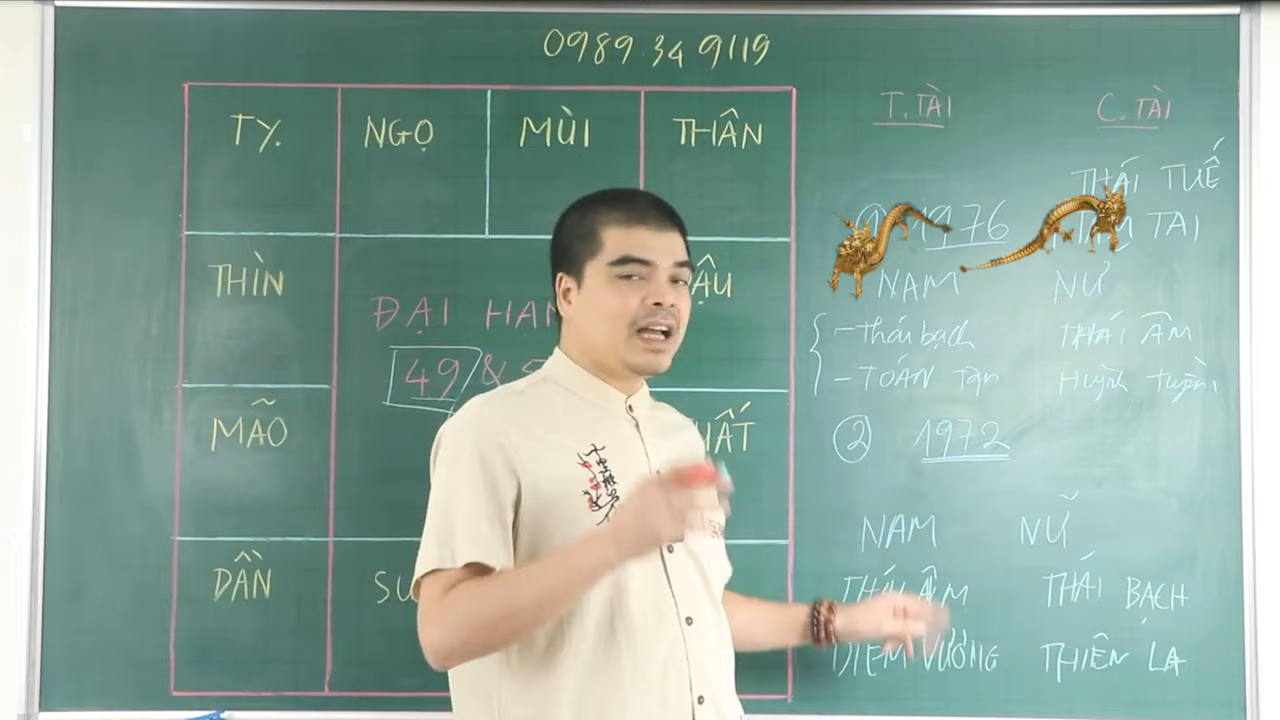 0989.34 9119
TỴ. NGỌ MÙI THÂN
THÌN
ĐẠI
49 &
MÃO
DẦN
T.TÀI C.TÀI
THÁI TUẾ
① 1976 TAI
NAM NỮ
- Thái bạch THÁI ÂM
- TOÁN TẬN Huỳnh tuyền
② 1972
NAM NỮ
THÁI ÂM THÁI BẠCH
DIÊM VƯƠNG THIÊN LA